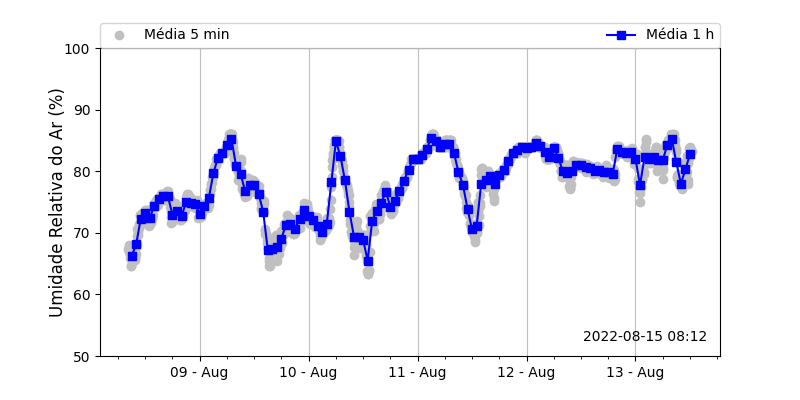 Média 5 min
Média 1 h
Umidade Relativa do Ar (%)
100
90
80
70
60
50
2022-08-15 08:12
09 - Aug
10 - Aug
11 - Aug
12 - Aug
13 - Aug